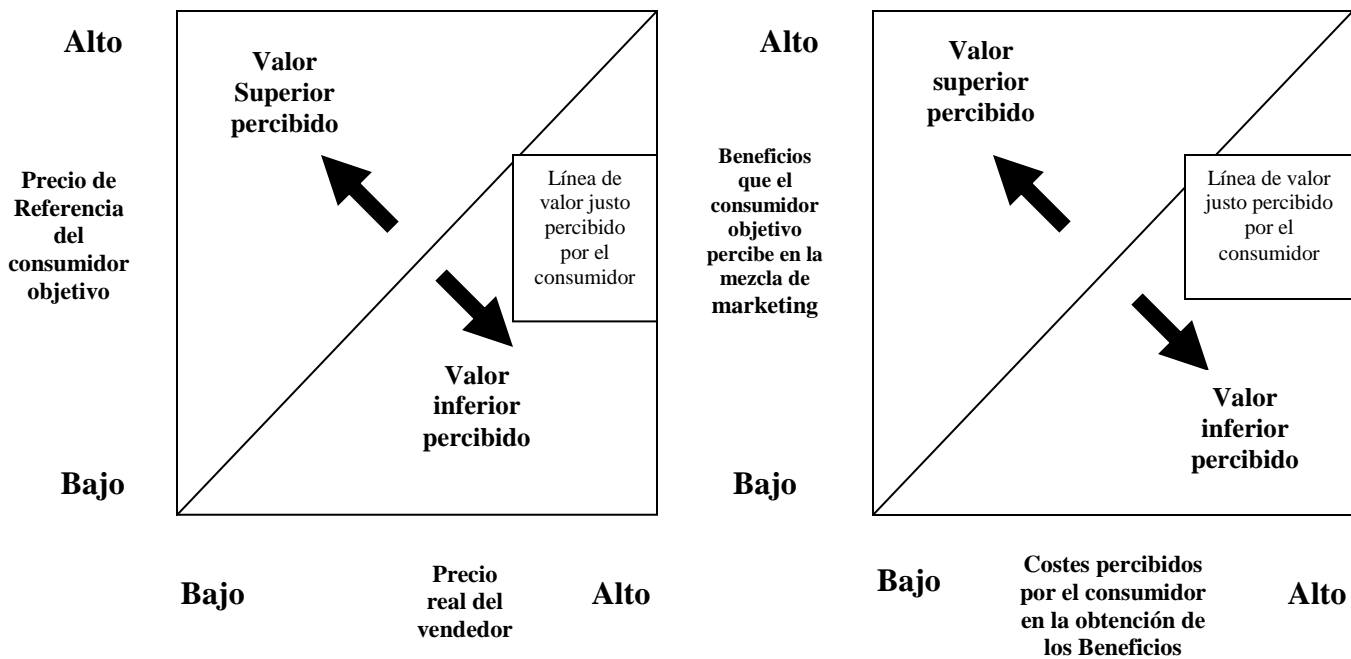 Alto
Valor
Superior
percibido
Precio de
Referencia
del
consumidor
objetivo
Línea de
valor justo
percibido
por el
consumidor
Valor
inferior
percibido
Bajo
Bajo
Precio
real del
vendedor
Alto
Alto
Valor
superior
percibido
Beneficios
que el
consumidor
objetivo
percibe en la
mezcla de
marketing
Línea de valor
justo percibido
por el
consumidor
Valor
inferior
percibido
Bajo
Bajo
Costes percibidos
por el consumidor
en la obtención de
los Beneficios
Alto